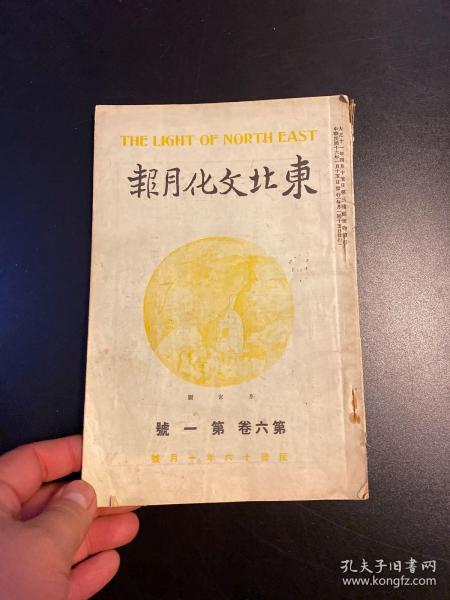 THE LIGHT OF NORTH EAST
東北文化月報
第六卷 第一號
民國十六年一月號
孔夫子旧书网
www.kongfz.com